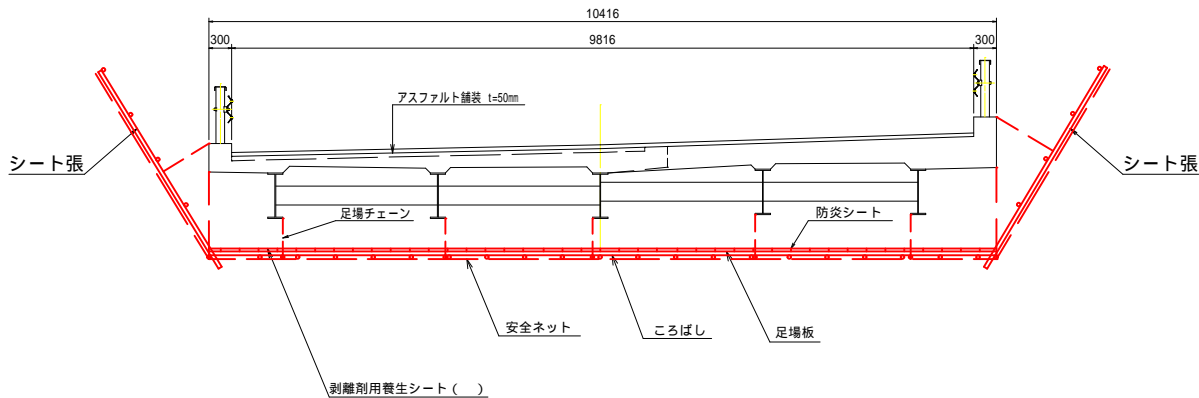 10416
300
9816
300
アスファルト舗装 t=50mm
シート張
シート張
足場チェーン
防炎シート
安全ネット
ころばし
足場板
剥離剤用養生シート（　）